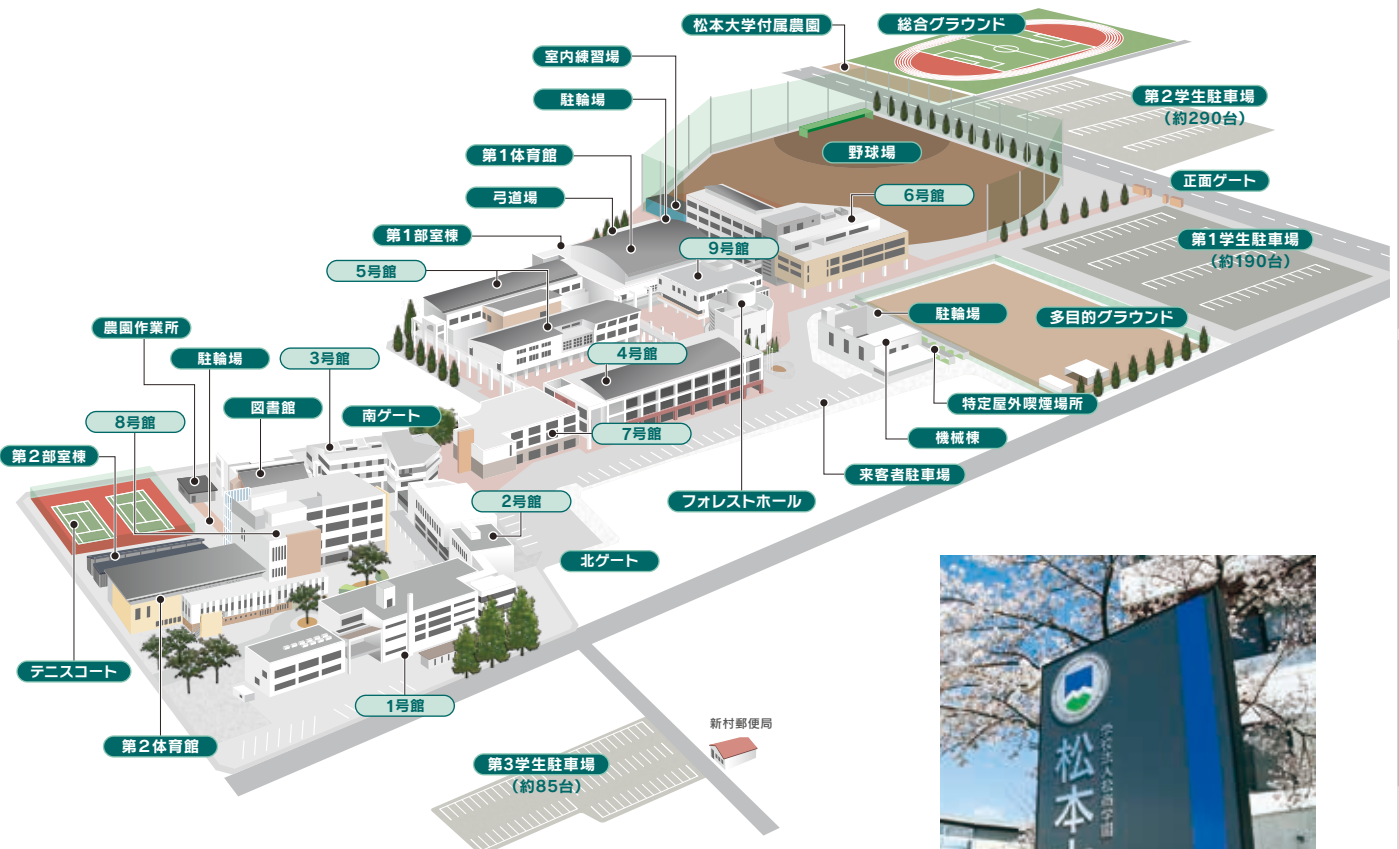 松本大学付属農園
総合グラウンド
室内練習場
駐輪場
第2学生駐車場
(約290台)
第1体育館
野球場
正面ゲート
弓道場
6号館
第1部室棟
9号館
第1学生駐車場
(約190台)
5号館
駐輪場
多目的グラウンド
農園作業所
駐輪場
3号館
4号館
図書館
南ゲート
特定屋外喫煙場所
8号館
7号館
機械棟
第2部室棟
来客者駐車場
2号館
フォレストホール
北ゲート
テニスコート
1号館
新村郵便局
第2体育館
第3学生駐車場
(約85台)
学校法人松商学園
松本